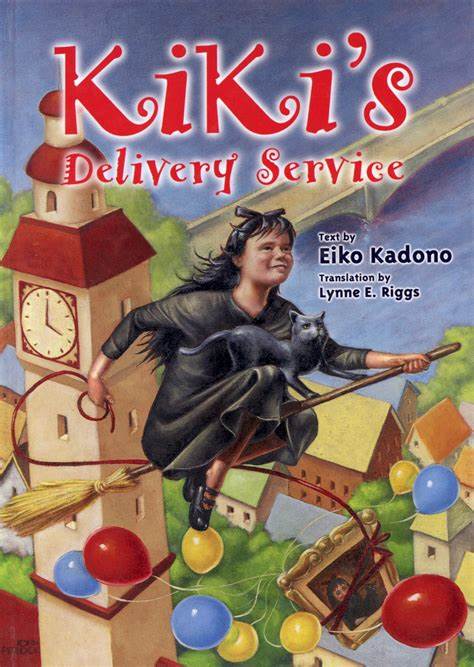 KiKi's
Delivery Service
Text by
Eiko Kadono
Translation by
Lynne E. Riggs